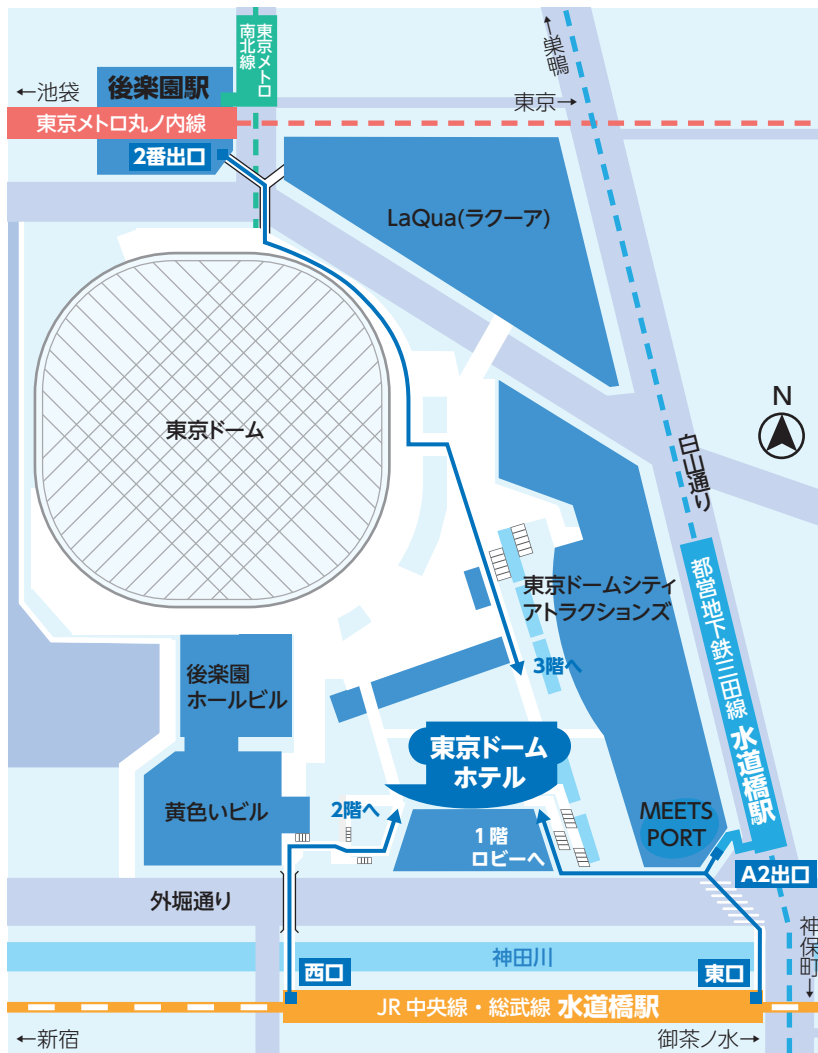 東京メトロ
南北線
←巣鴨
←池袋
後楽園駅
東京→
東京メトロ丸ノ内線
2番出口
LaQua(ラクーア)
N
東京ドーム
白山通り
東京ドームシティ
アトラクションズ
都営地下鉄三田線 水道橋駅
3階へ
後楽園
ホールビル
東京ドーム
ホテル
黄色いビル
2階へ
1階
ロビーへ
MEETS
PORT
A2出口
外堀通り
神保町→
神田川
西口
東口
JR 中央線・総武線 水道橋駅
←新宿
御茶ノ水→